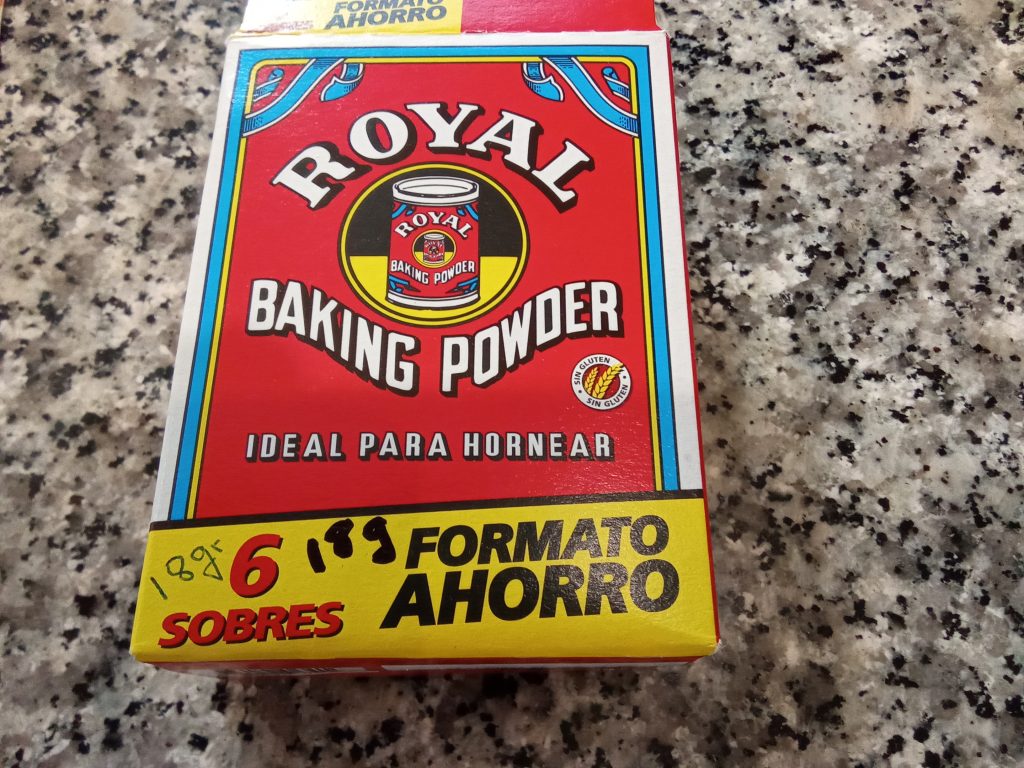 FORMATO
AHORRO
ROYAL
ROYAL
BAKING POWDER
BAKING POWDER
SIN GLUTEN
SIN GLUTEN
IDEAL PARA HORNEAR
18gr 6 18g FORMATO
SOBRES AHORRO